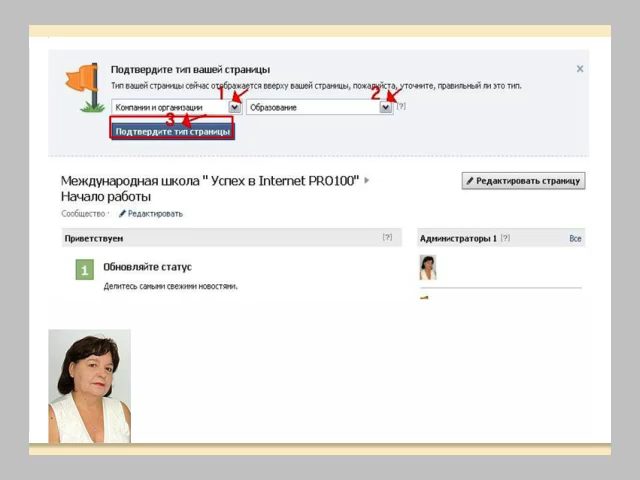 Подтвердите тип вашей страницы
Тип вашей страницы сейчас отображается вверху вашей страницы, пожалуйста, уточните, правильный ли это тип.
1 2
Компании и организации Образование [?]
3
Подтвердите тип страницы
Международная школа " Успех в Internet PRO100"
Начало работы
Редактировать страницу
Сообщество · Редактировать
Приветствуем [?]
Администраторы 1 [?] Все
1 Обновляйте статус
Делитесь самыми свежими новостями.